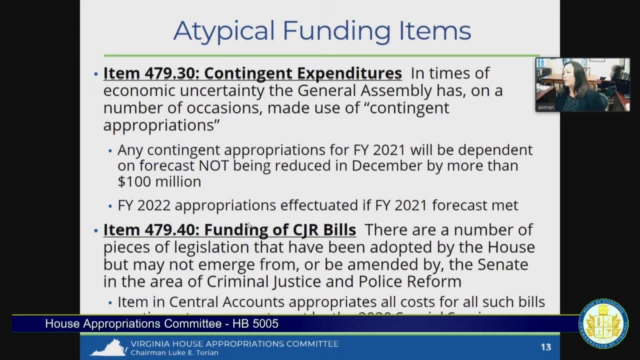 Atypical Funding Items
• Item 479.30: Contingent Expenditures In times of
economic uncertainty the General Assembly has, on a
number of occasions, made use of “contingent
appropriations”
• Any contingent appropriations for FY 2021 will be dependent
on forecast NOT being reduced in December by more than
$100 million
• FY 2022 appropriations effectuated if FY 2021 forecast met
• Item 479.40: Funding of CJR Bills There are a number of
pieces of legislation that have been adopted by the House
but may not emerge from, or be amended by, the Senate
in the area of Criminal Justice and Police Reform
• Item in Central Accounts appropriates all costs for all such bills
House Appropriations Committee - HB 5005
VIRGINIA HOUSE APPROPRIATIONS COMMITTEE
Chairman Luke E. Torian
13